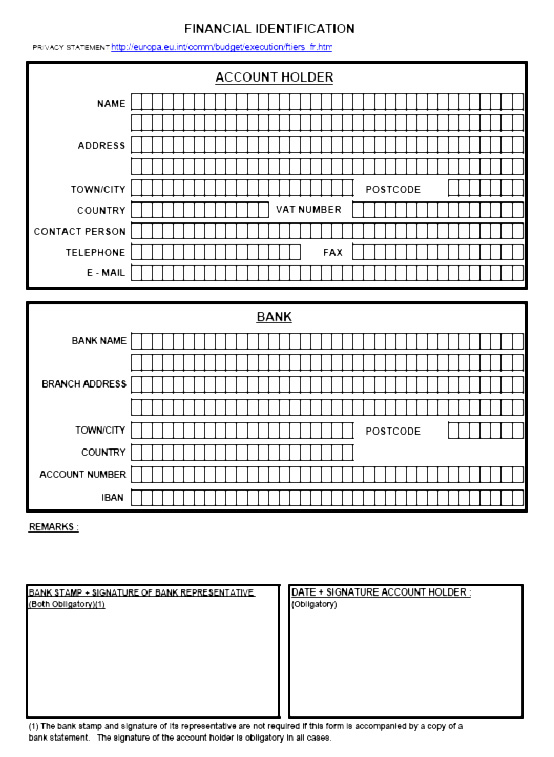 FINANCIAL IDENTIFICATION
PRIVACY STATEMENT http://europa.eu.int/comm/budget/execution/ftiers_fr.htm
ACCOUNT HOLDER
NAME
ADDRESS
TOWN/CITY POSTCODE
COUNTRY VAT NUMBER
CONTACT PERSON
TELEPHONE FAX
E - MAIL
BANK
BANK NAME
BRANCH ADDRESS
TOWN/CITY POSTCODE
COUNTRY
ACCOUNT NUMBER
IBAN
REMARKS :
BANK STAMP + SIGNATURE OF BANK REPRESENTATIVE
(Both Obligatory)(1)
DATE + SIGNATURE ACCOUNT HOLDER :
(Obligatory)
(1) The bank stamp and signature of its representative are not required if this form is accompanied by a copy of a
bank statement. The signature of the account holder is obligatory in all cases.